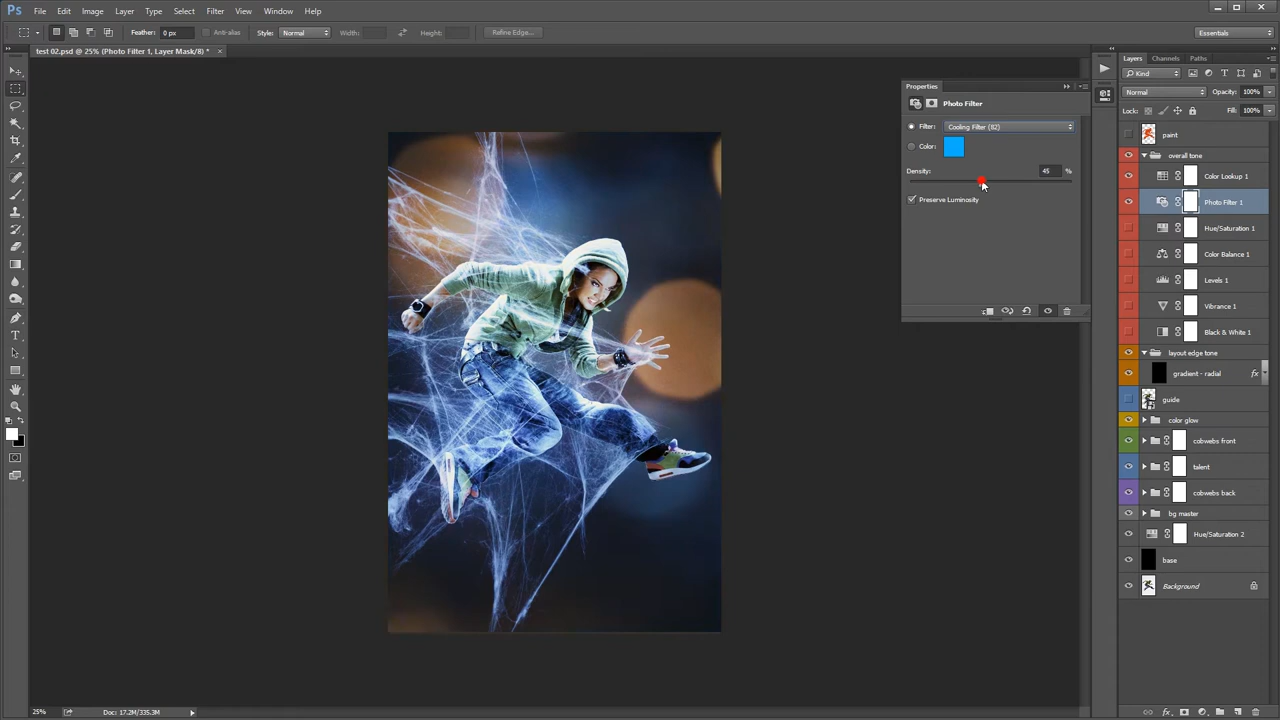 Ps File Edit Image Layer Type Select Filter View Window Help
Feather: 0 px Anti-alias Style: Normal Width: Height: Refine Edge... Essentials
test 02.psd @ 25% (Photo Filter 1, Layer Mask/8) * ×
Properties
Photo Filter
Filter: Cooling Filter (82)
Color:
Density: 45 %
Preserve Luminosity
Layers Channels Paths
Kind
Normal Opacity: 100%
Lock: Fill: 100%
paint
overall tone
Color Lookup 1
Photo Filter 1
Hue/Saturation 1
Color Balance 1
Levels 1
Vibrance 1
Black & White 1
layout edge tone
gradient - radial fx
guide
color glow
cobwebs front
talent
cobwebs back
bg master
Hue/Saturation 2
base
Background
25% Doc: 17.2M/335.3M